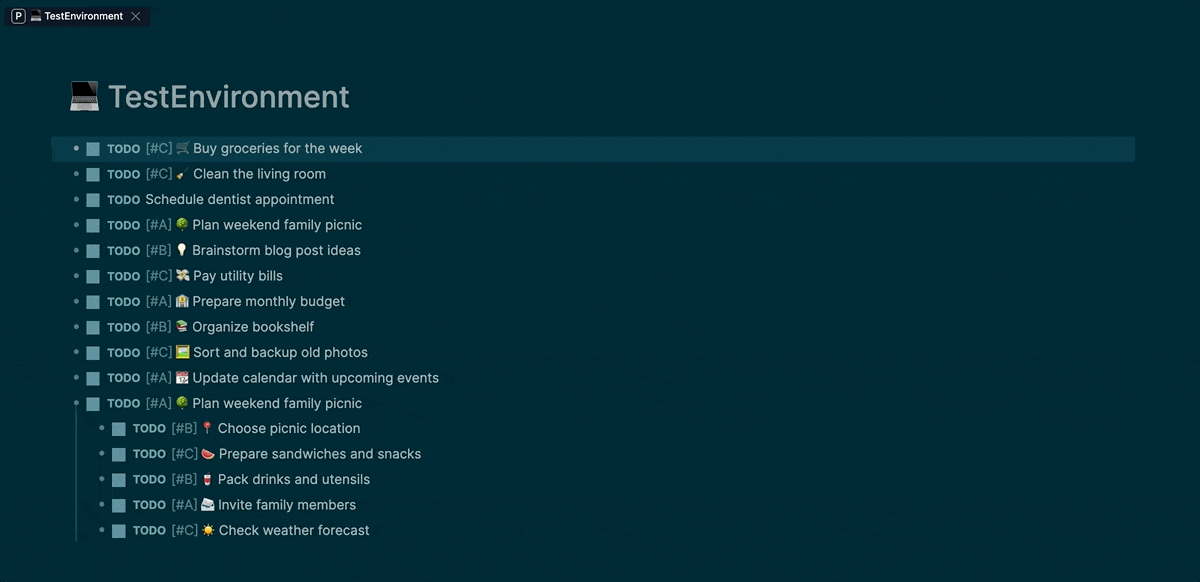 P TestEnvironment
TestEnvironment
TODO [#C] 🛒 Buy groceries for the week
TODO [#C] 🧹 Clean the living room
TODO Schedule dentist appointment
TODO [#A] 🌳 Plan weekend family picnic
TODO [#B] 💡 Brainstorm blog post ideas
TODO [#C] 💸 Pay utility bills
TODO [#A] 🏦 Prepare monthly budget
TODO [#B] 📚 Organize bookshelf
TODO [#C] 🖼️ Sort and backup old photos
TODO [#A] 📆 Update calendar with upcoming events
TODO [#A] 🌳 Plan weekend family picnic
TODO [#B] 📍 Choose picnic location
TODO [#C] 🍉 Prepare sandwiches and snacks
TODO [#B] 🥤 Pack drinks and utensils
TODO [#A] 📨 Invite family members
TODO [#C] ☀️ Check weather forecast